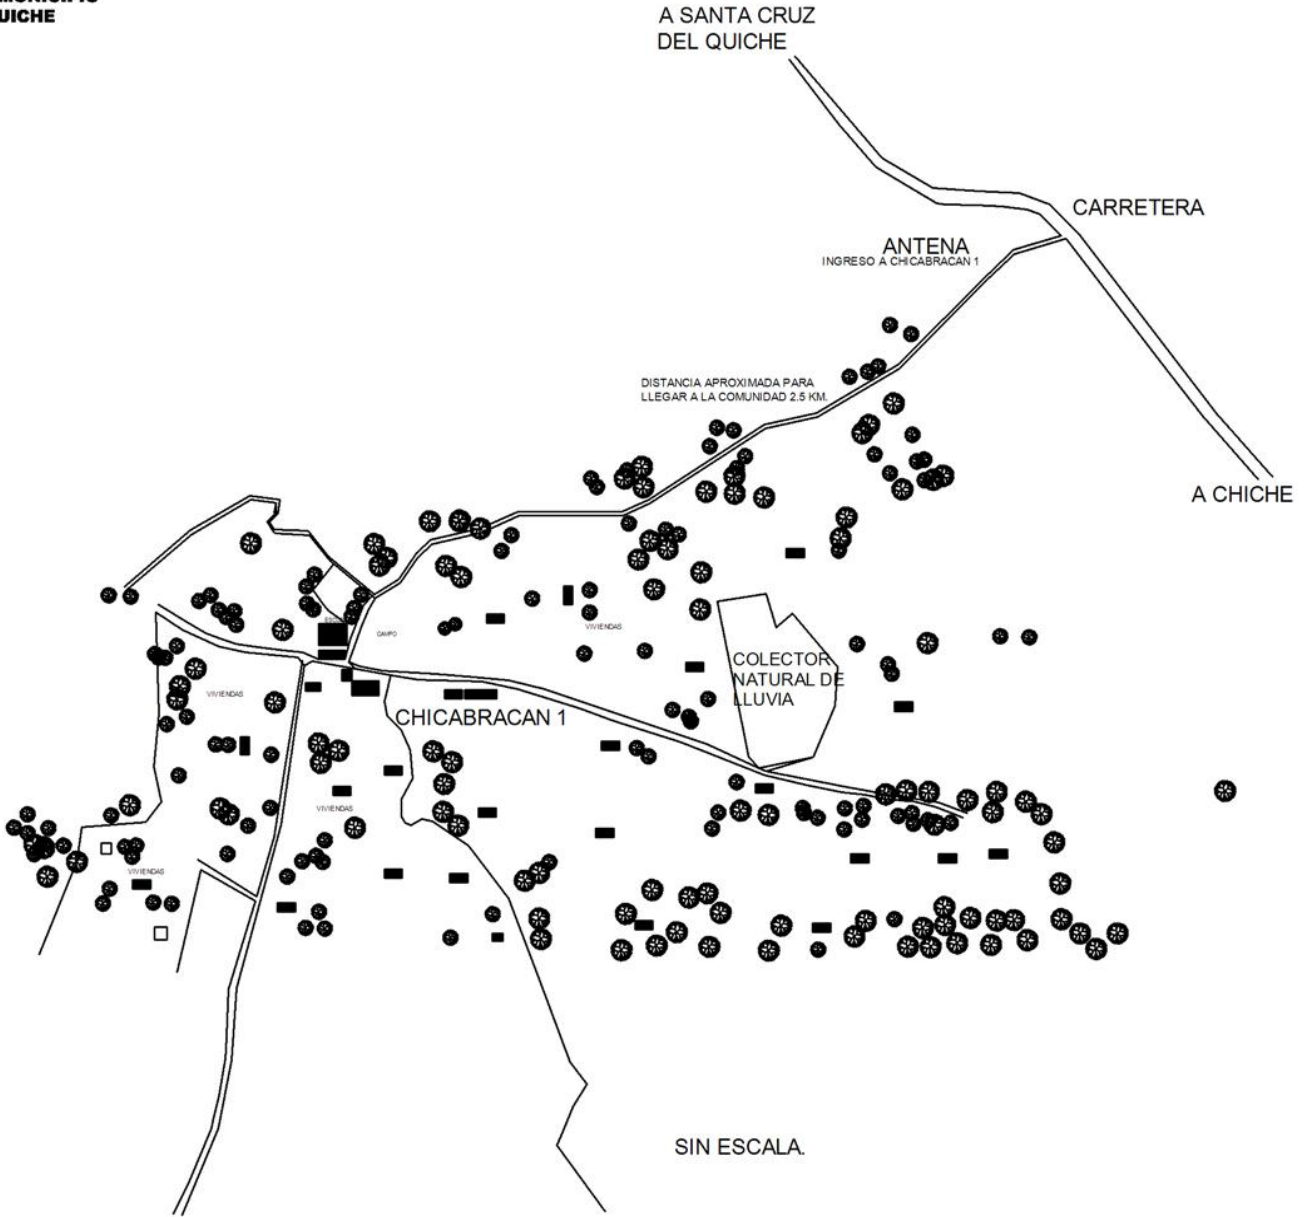 UICHE
A SANTA CRUZ
DEL QUICHE
CARRETERA
ANTENA
INGRESO A CHICABRACAN 1
DISTANCIA APROXIMADA PARA
LLEGAR A LA COMUNIDAD 2.5 KM.
A CHICHE
CAMPO
VIVIENDAS
COLECTOR
NATURAL DE
LLUVIA
VIVIENDAS
CHICABRACAN 1
VIVIENDAS
VIVIENDAS
SIN ESCALA.